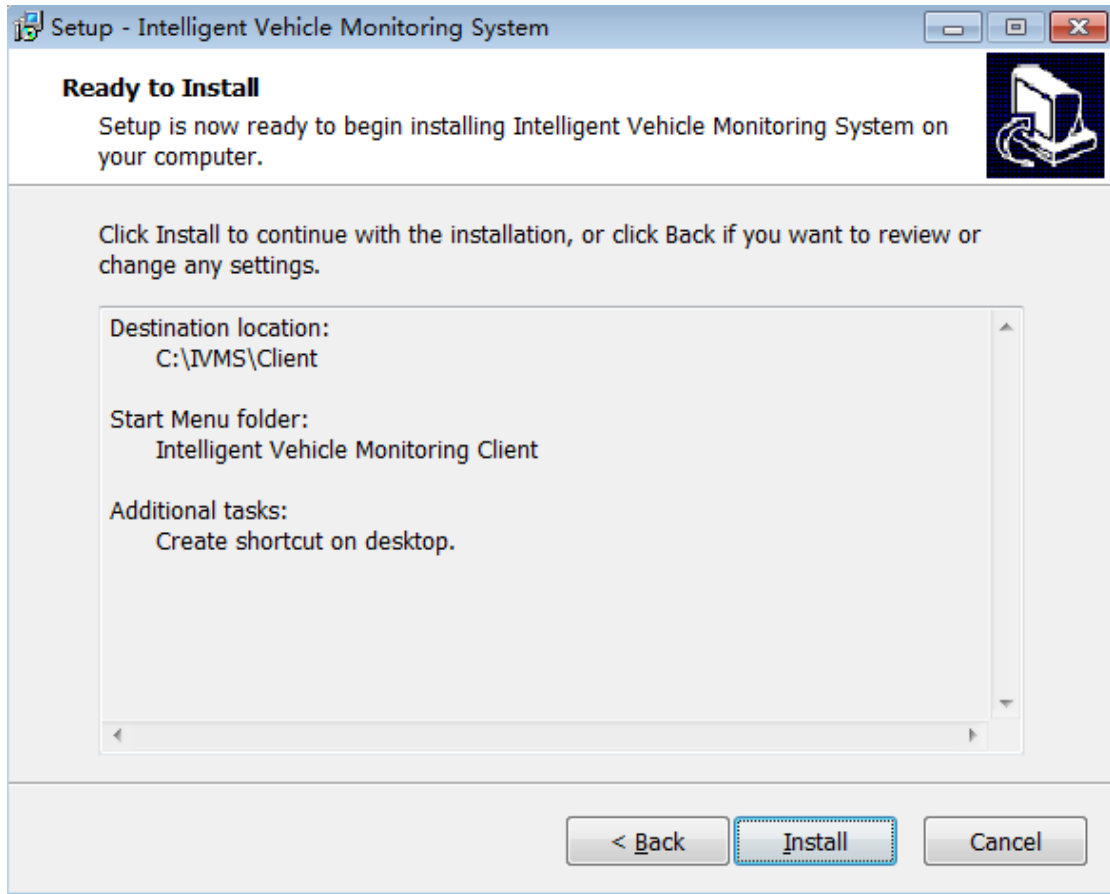 Setup - Intelligent Vehicle Monitoring System
Ready to Install
Setup is now ready to begin installing Intelligent Vehicle Monitoring System on
your computer.
Click Install to continue with the installation, or click Back if you want to review or
change any settings.
Destination location:
C:\IVMS\Client
Start Menu folder:
Intelligent Vehicle Monitoring Client
Additional tasks:
Create shortcut on desktop.
< Back
Install
Cancel